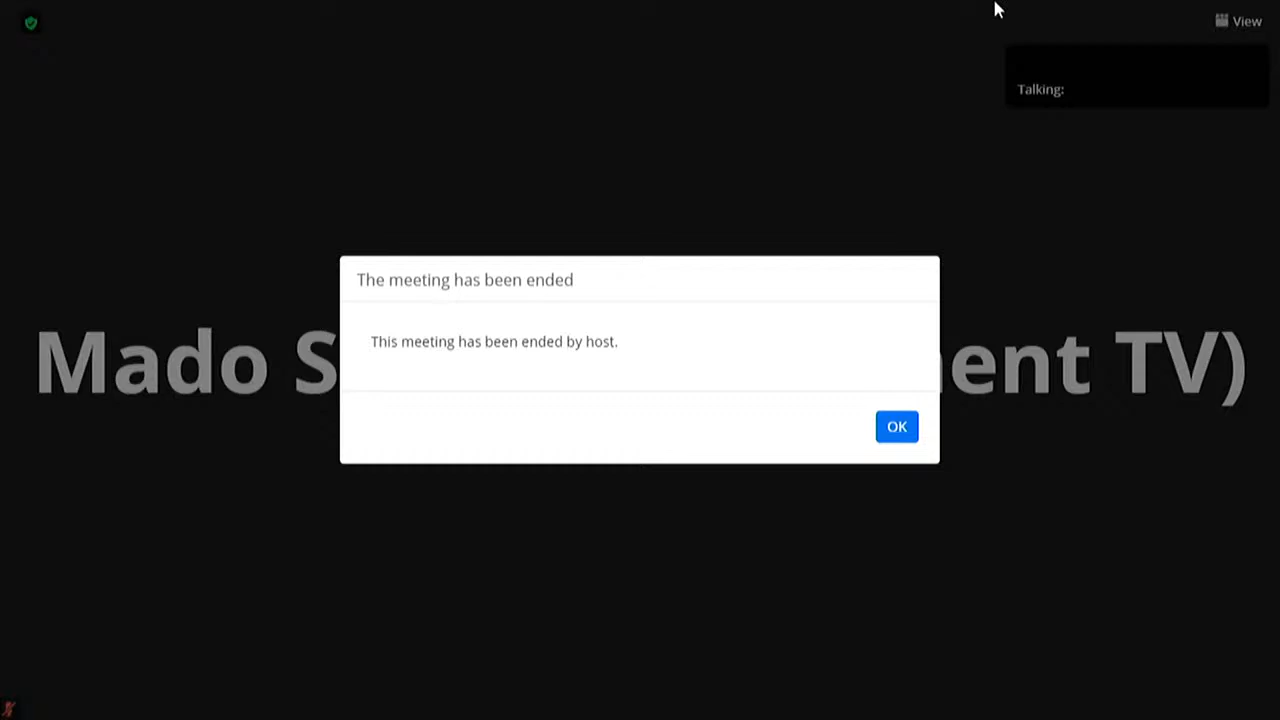 View
Talking:
The meeting has been ended
This meeting has been ended by host.
Mado S ent TV)
OK